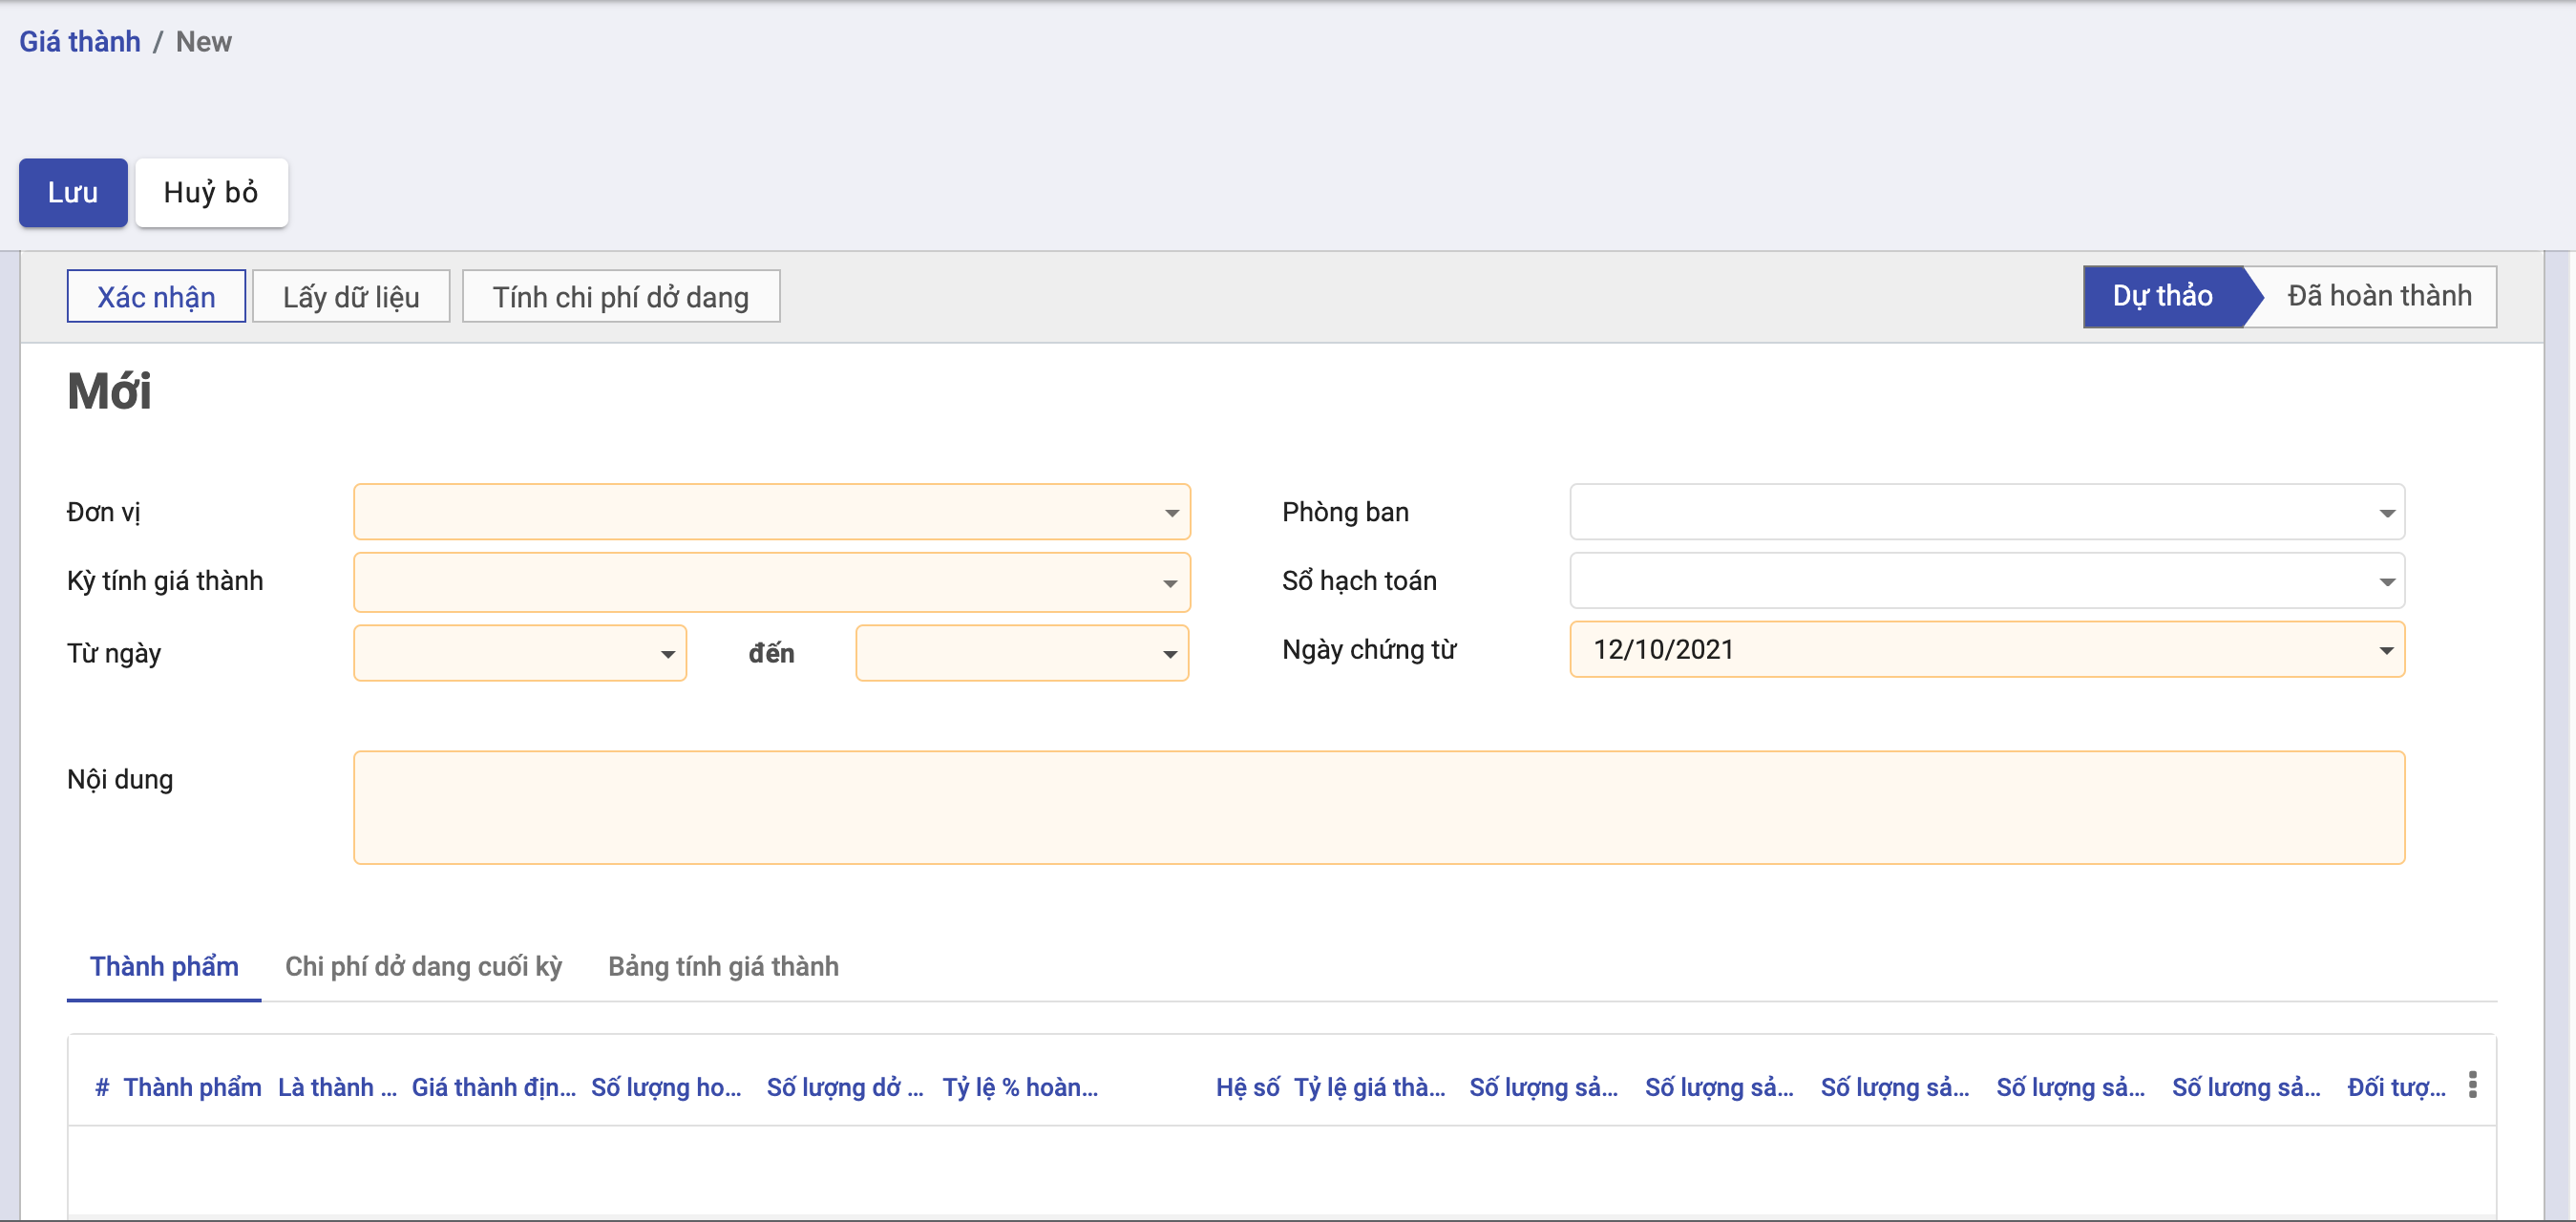 Giá thành / New
Lưu Huỷ bỏ
Xác nhận Lấy dữ liệu Tính chi phí dở dang Dự thảo Đã hoàn thành
Mới
Đơn vị Phòng ban
Kỳ tính giá thành Sổ hạch toán
Từ ngày đến Ngày chứng từ 12/10/2021
Nội dung
Thành phẩm Chi phí dở dang cuối kỳ Bảng tính giá thành
# Thành phẩm Là thành ... Giá thành địn... Số lượng ho... Số lượng dở ... Tỷ lệ % hoàn... Hệ số Tỷ lệ giá thà... Số lượng sả... Số lượng sả... Số lượng sả... Số lượng sả... Số lương sả... Đối tượ...